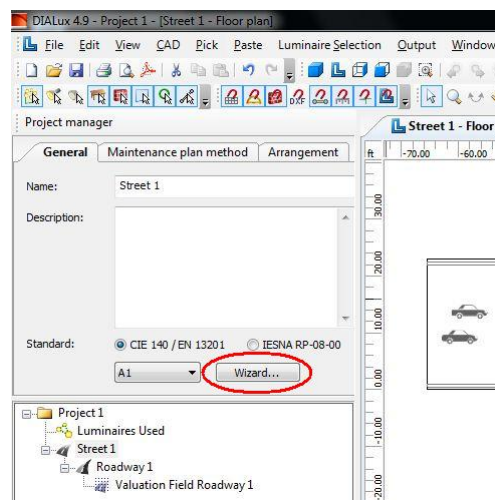 DIALux 4.9 - Project 1 - [Street 1 - Floor plan]
File Edit View CAD Pick Paste Luminaire Selection Output Window
DXF
Project manager
Street 1 - Floor
General Maintenance plan method Arrangement
ft -70.00 -60.00
Name: Street 1
Description:
30.00
20.00
10.00
Standard: CIE 140 / EN 13201 IESNA RP-08-00
A1 Wizard...
0.00
Project 1
Luminaires Used
Street 1
-10.00
Roadway 1
Valuation Field Roadway 1
-20.00